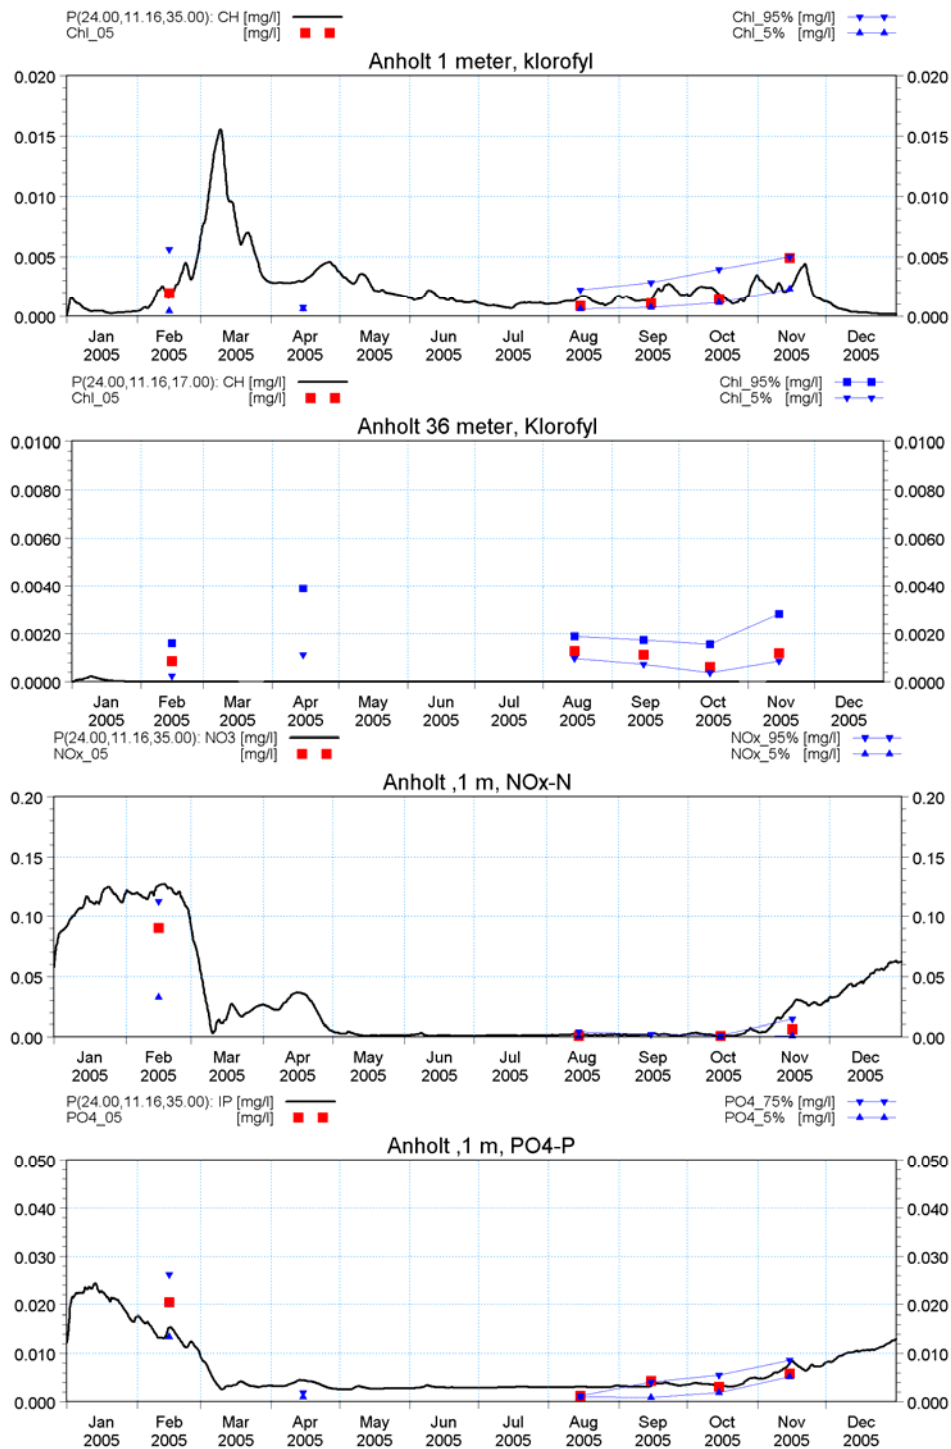 P(24.00,11.16,35.00): CH [mg/l] Chl_95% [mg/l]
Chl_05 [mg/l] Chl_5% [mg/l]
Anholt 1 meter, klorofyl
0.020 0.020
0.015 0.015
0.010 0.010
0.005 0.005
0.000 0.000
Jan Feb Mar Apr May Jun Jul Aug Sep Oct Nov Dec
2005 2005 2005 2005 2005 2005 2005 2005 2005 2005 2005 2005
P(24.00,11.16,17.00): CH [mg/l] Chl_95% [mg/l]
Chl_05 [mg/l] Chl_5% [mg/l]
Anholt 36 meter, Klorofyl
0.0100 0.0100
0.0080 0.0080
0.0060 0.0060
0.0040 0.0040
0.0020 0.0020
0.0000 0.0000
Jan Feb Mar Apr May Jun Jul Aug Sep Oct Nov Dec
2005 2005 2005 2005 2005 2005 2005 2005 2005 2005 2005 2005
P(24.00,11.16,35.00): NO3 [mg/l] NOx_95% [mg/l]
NOx_05 [mg/l] NOx_5% [mg/l]
Anholt ,1 m, NOx-N
0.20 0.20
0.15 0.15
0.10 0.10
0.05 0.05
0.00 0.00
Jan Feb Mar Apr May Jun Jul Aug Sep Oct Nov Dec
2005 2005 2005 2005 2005 2005 2005 2005 2005 2005 2005 2005
P(24.00,11.16,35.00): IP [mg/l] PO4_75% [mg/l]
PO4_05 [mg/l] PO4_5% [mg/l]
Anholt ,1 m, PO4-P
0.050 0.050
0.040 0.040
0.030 0.030
0.020 0.020
0.010 0.010
0.000 0.000
Jan Feb Mar Apr May Jun Jul Aug Sep Oct Nov Dec
2005 2005 2005 2005 2005 2005 2005 2005 2005 2005 2005 2005